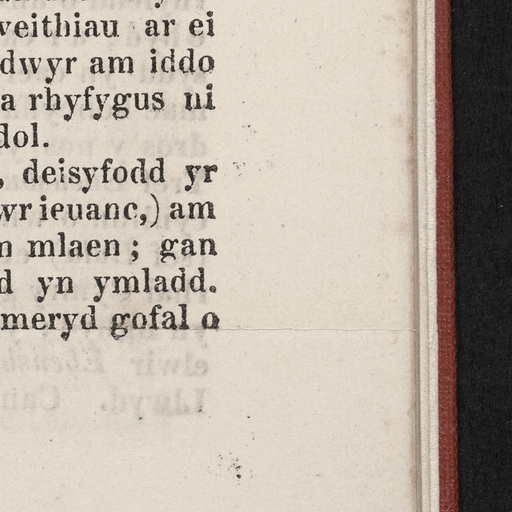 weithiau ar ei
dwyr am iddo
a rhyfygus ni
dol.
, deisyfodd yr
wr ieuanc,) am
mlaen; gan
d yn ymladd.
meryd gofal o